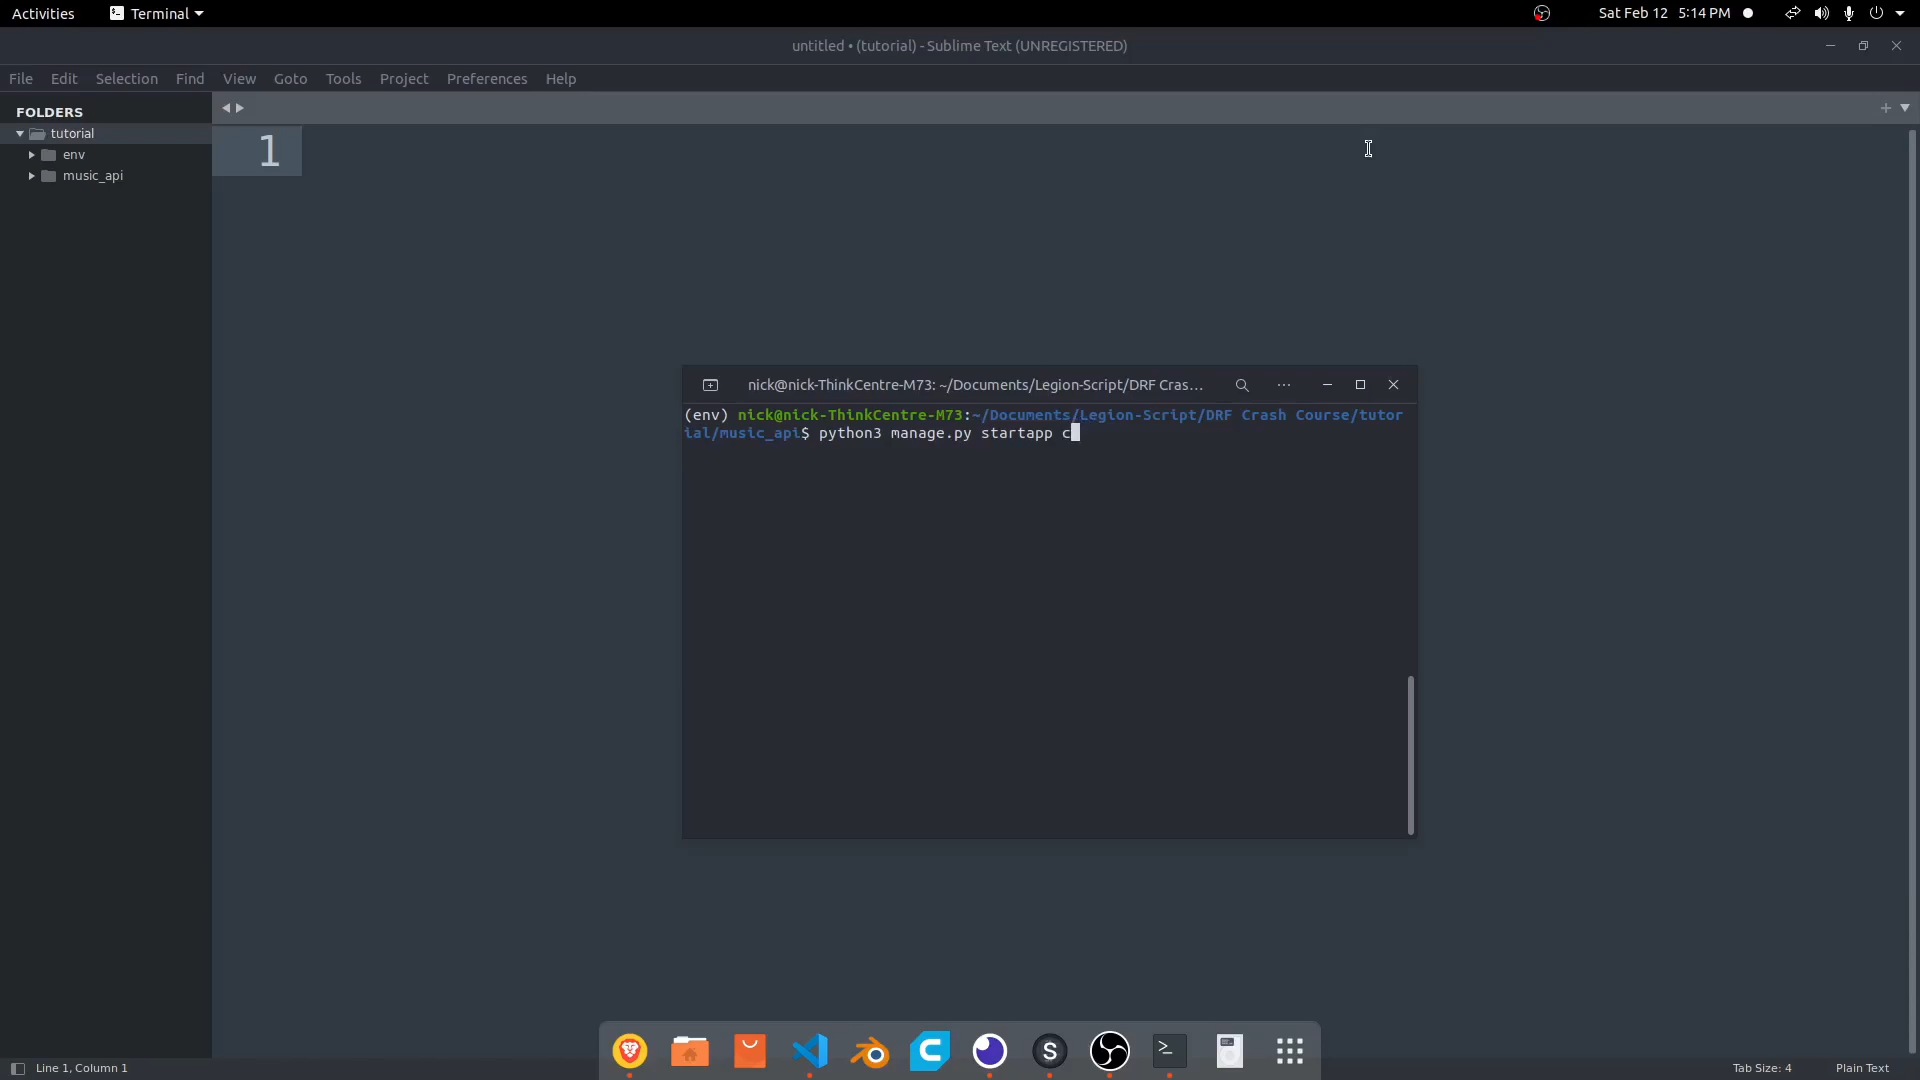 Activities
Terminal
Sat Feb 12 5:14 PM
untitled • (tutorial) - Sublime Text (UNREGISTERED)
File Edit Selection Find View Goto Tools Project Preferences Help
FOLDERS
tutorial
env
music_api
1
nick@nick-ThinkCentre-M73: ~/Documents/Legion-Script/DRF Cras...
(env) nick@nick-ThinkCentre-M73:~/Documents/Legion-Script/DRF Crash Course/tutor
ial/music_api$ python3 manage.py startapp c
S
Line 1, Column 1
Tab Size: 4
Plain Text